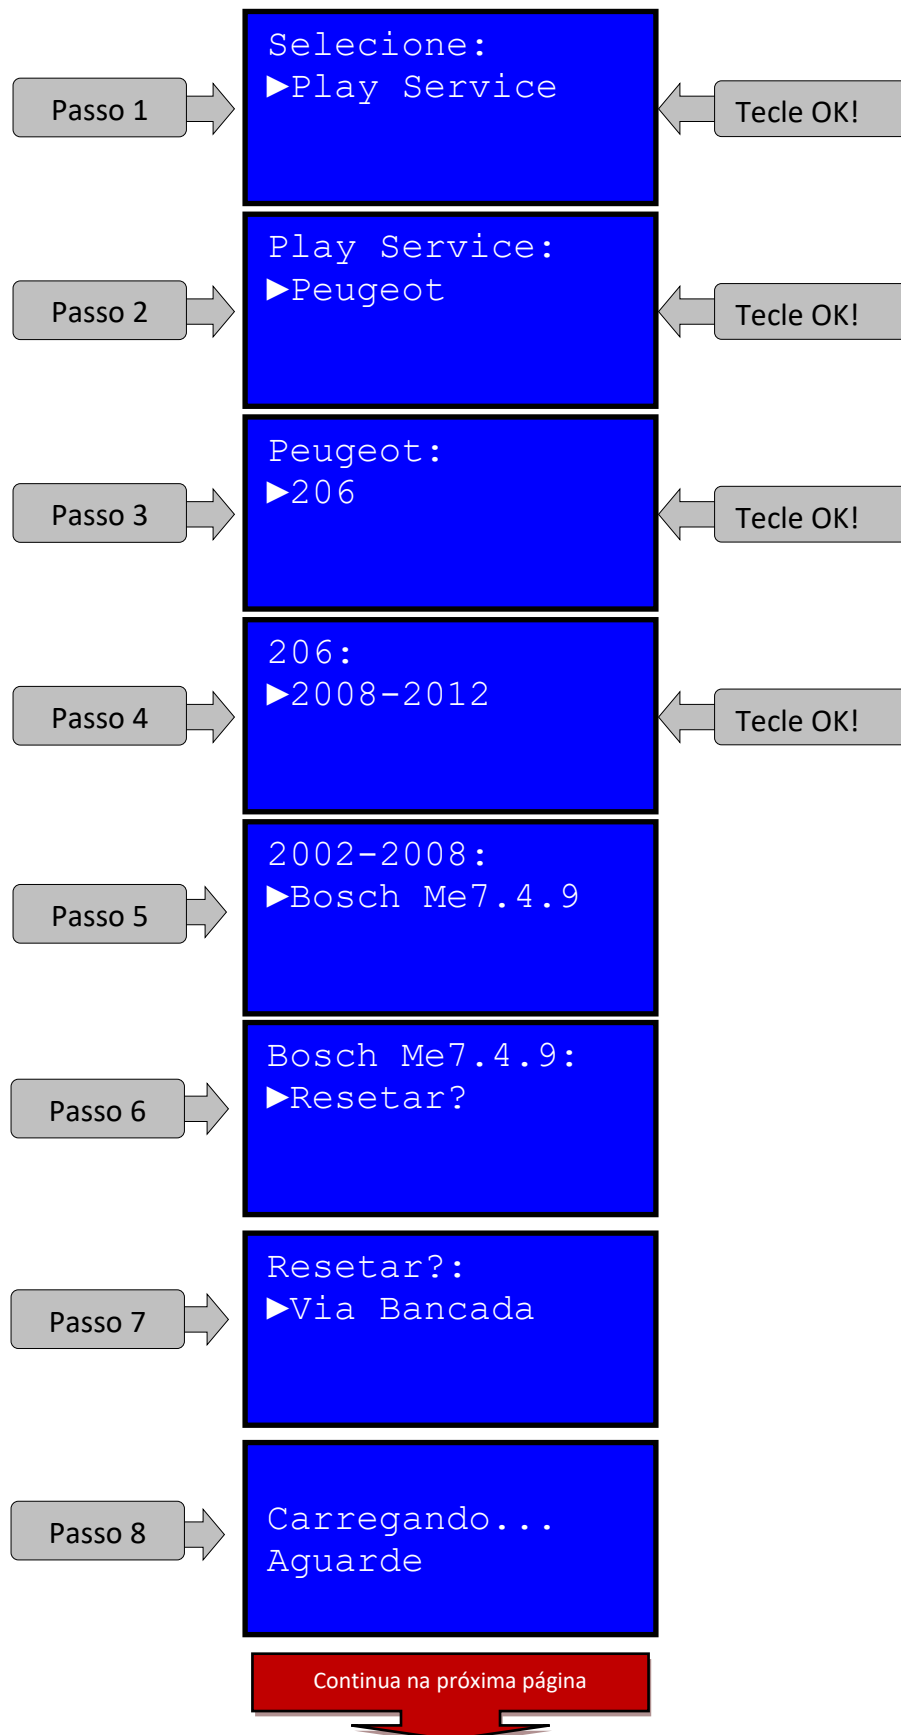 Selecione:
►Play Service
Passo 1
Tecle OK!
Play Service:
►Peugeot
Passo 2
Tecle OK!
Peugeot:
►206
Passo 3
Tecle OK!
206:
►2008-2012
Passo 4
Tecle OK!
2002-2008:
►Bosch Me7.4.9
Passo 5
Bosch Me7.4.9:
►Resetar?
Passo 6
Resetar?:
►Via Bancada
Passo 7
Carregando...
Aguarde
Passo 8
Continua na próxima página